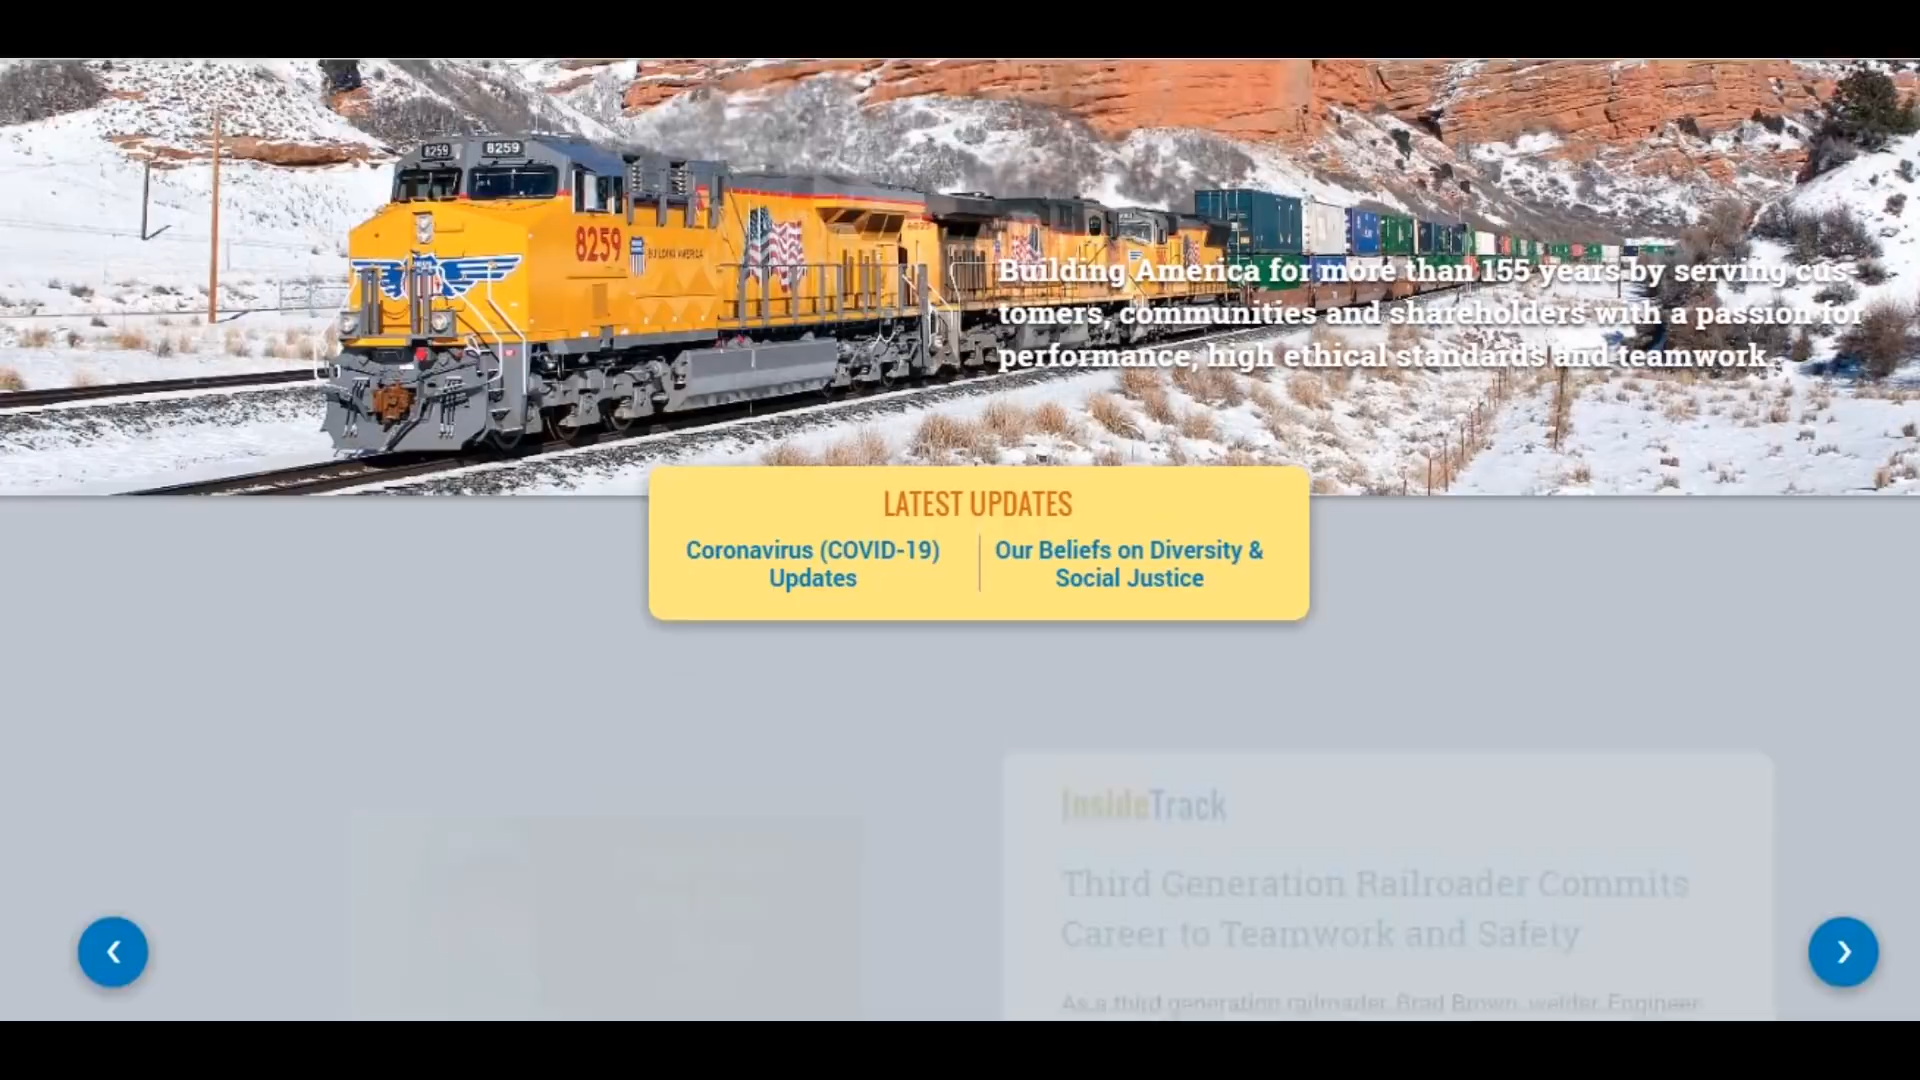 8259 8259
8259 BUILDING AMERICA
Building America for more than 155 years by serving cus-
tomers, communities and shareholders with a passion for
performance, high ethical standards and teamwork.
LATEST UPDATES
Coronavirus (COVID-19)
Updates
Our Beliefs on Diversity &
Social Justice
InsideTrack
Third Generation Railroader Commits
Career to Teamwork and Safety
As a third generation railroader, Brad Brown, welder, Engineer